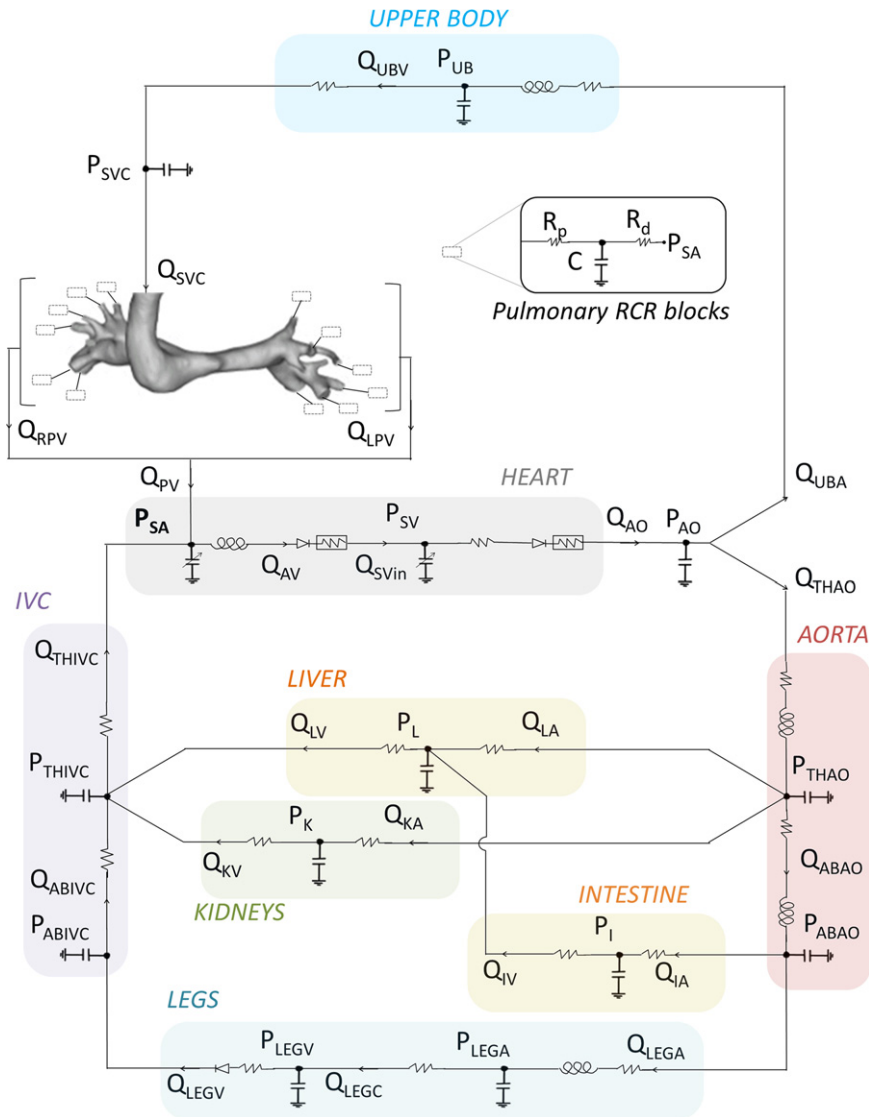 UPPER BODY
Q_UBV
P_UB
P_SVC
Q_SVC
R_p
R_d
C
P_SA
Pulmonary RCR blocks
Q_RPV
Q_LPV
Q_PV
HEART
Q_UBA
P_SA
P_SV
Q_AO
P_AO
Q_AV
Q_SVin
Q_THAO
IVC
AORTA
Q_THIVC
LIVER
Q_LV
P_L
Q_LA
P_THIVC
P_THAO
P_K
Q_KA
Q_KV
Q_ABIVC
Q_ABAO
KIDNEYS
INTESTINE
P_ABIVC
P_I
P_ABAO
Q_IV
Q_IA
LEGS
P_LEGV
P_LEGA
Q_LEGA
Q_LEGV
Q_LEGC